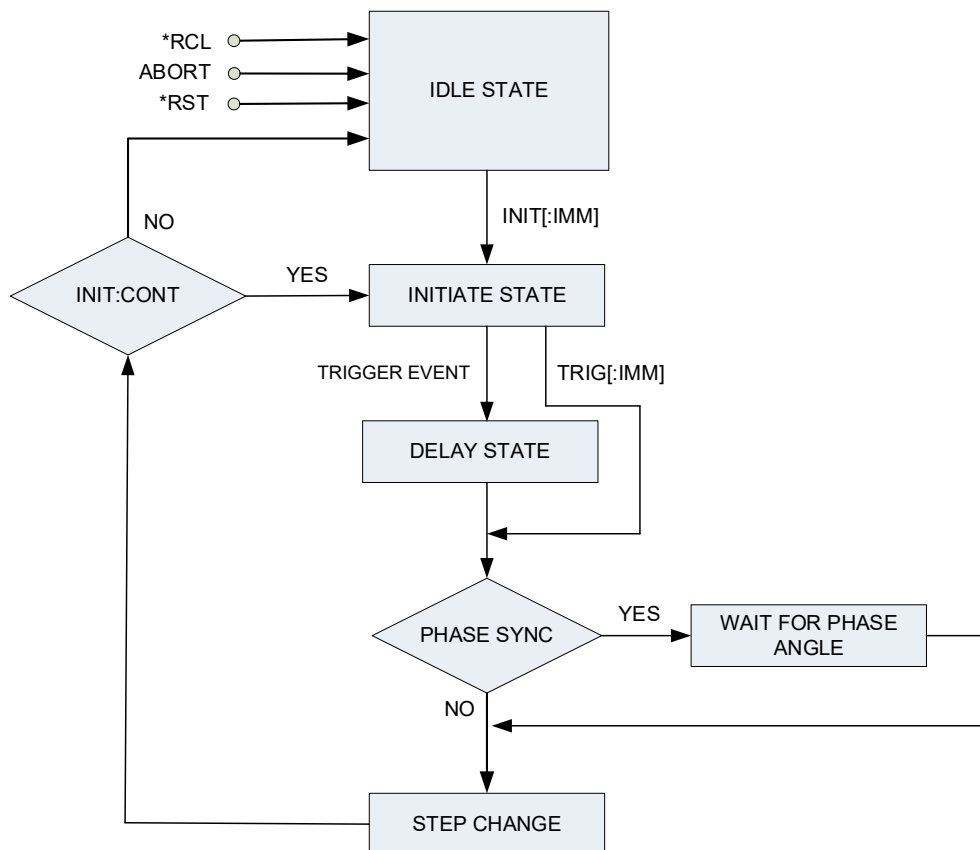 *RCL
ABORT
*RST
IDLE STATE
NO
INIT[:IMM]
INIT:CONT
YES
INITIATE STATE
TRIGGER EVENT
TRIG[:IMM]
DELAY STATE
PHASE SYNC
YES
WAIT FOR PHASE
ANGLE
NO
STEP CHANGE